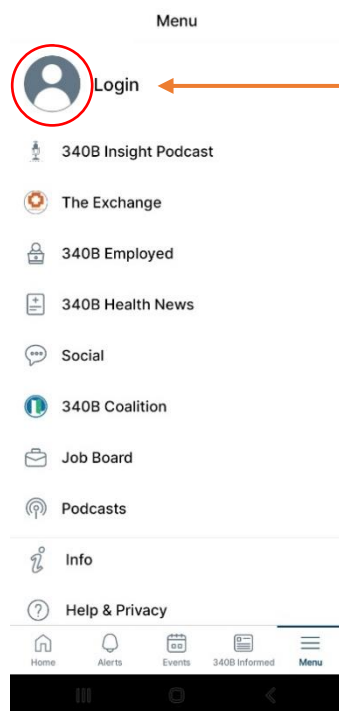 Menu
Login
340B Insight Podcast
The Exchange
340B Employed
340B Health News
Social
340B Coalition
Job Board
Podcasts
Info
Help & Privacy
Home Alerts Events 340B Informed Menu